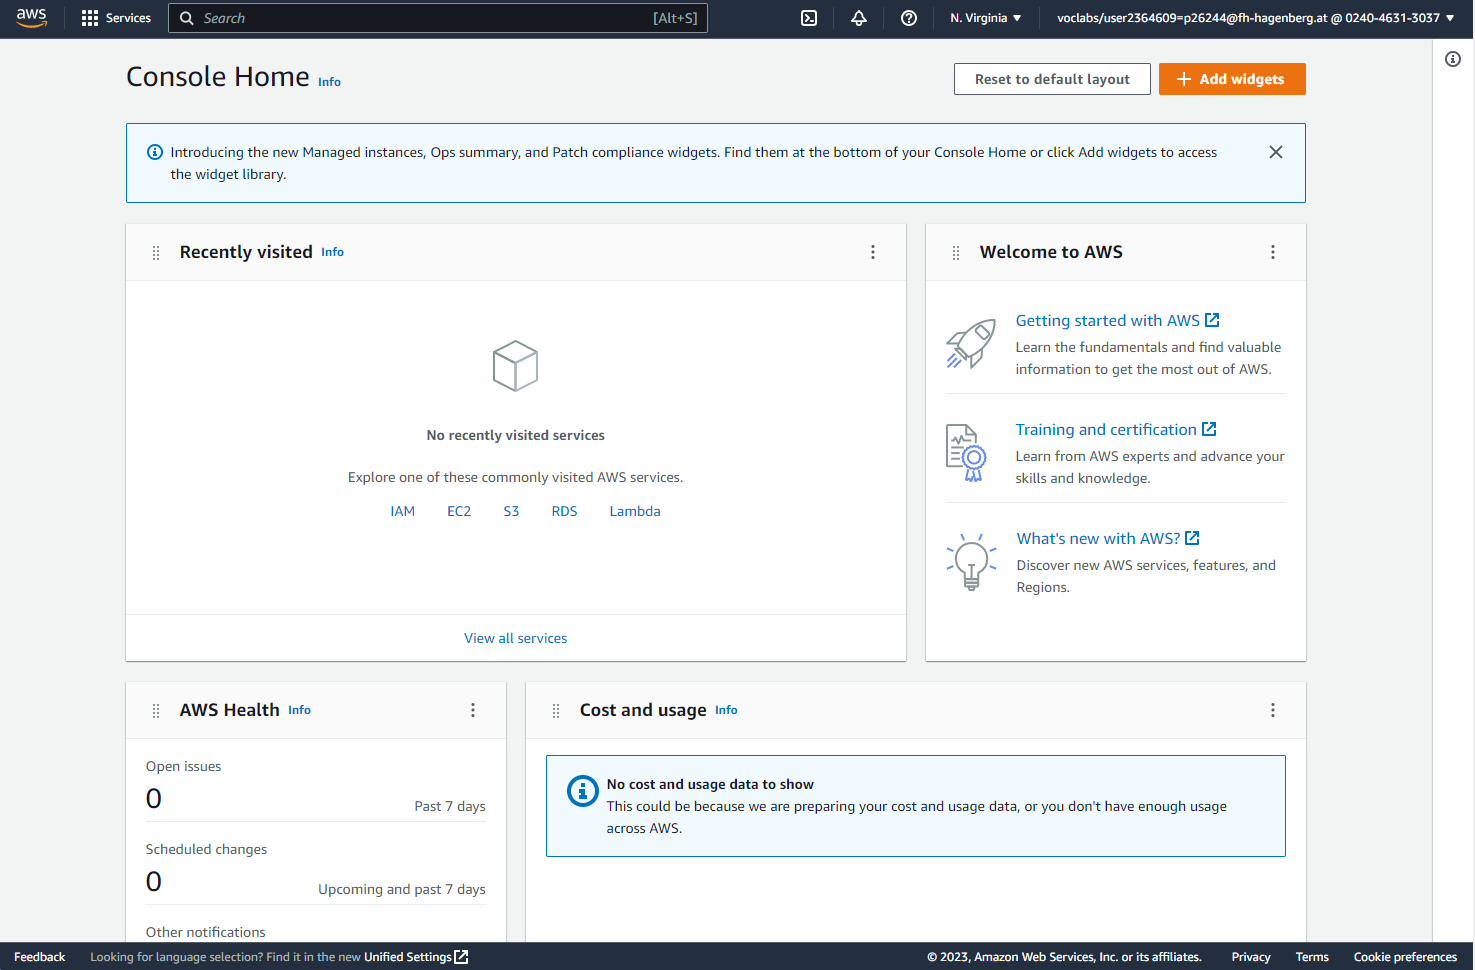 aws
Services
Search
[Alt+S]
N. Virginia
voclabs/user2364609=p26244@fh-hagenberg.at @ 0240-4631-3037
Console Home Info
Reset to default layout
Add widgets
Introducing the new Managed instances, Ops summary, and Patch compliance widgets. Find them at the bottom of your Console Home or click Add widgets to access
the widget library.
Recently visited Info
No recently visited services
Explore one of these commonly visited AWS services.
IAM EC2 S3 RDS Lambda
View all services
Welcome to AWS
Getting started with AWS
Learn the fundamentals and find valuable
information to get the most out of AWS.
Training and certification
Learn from AWS experts and advance your
skills and knowledge.
What's new with AWS?
Discover new AWS services, features, and
Regions.
AWS Health Info
Open issues
0
Past 7 days
Scheduled changes
0
Upcoming and past 7 days
Other notifications
Cost and usage Info
No cost and usage data to show
This could be because we are preparing your cost and usage data, or you don't have enough usage
across AWS.
Feedback
Looking for language selection? Find it in the new Unified Settings
© 2023, Amazon Web Services, Inc. or its affiliates.
Privacy
Terms
Cookie preferences